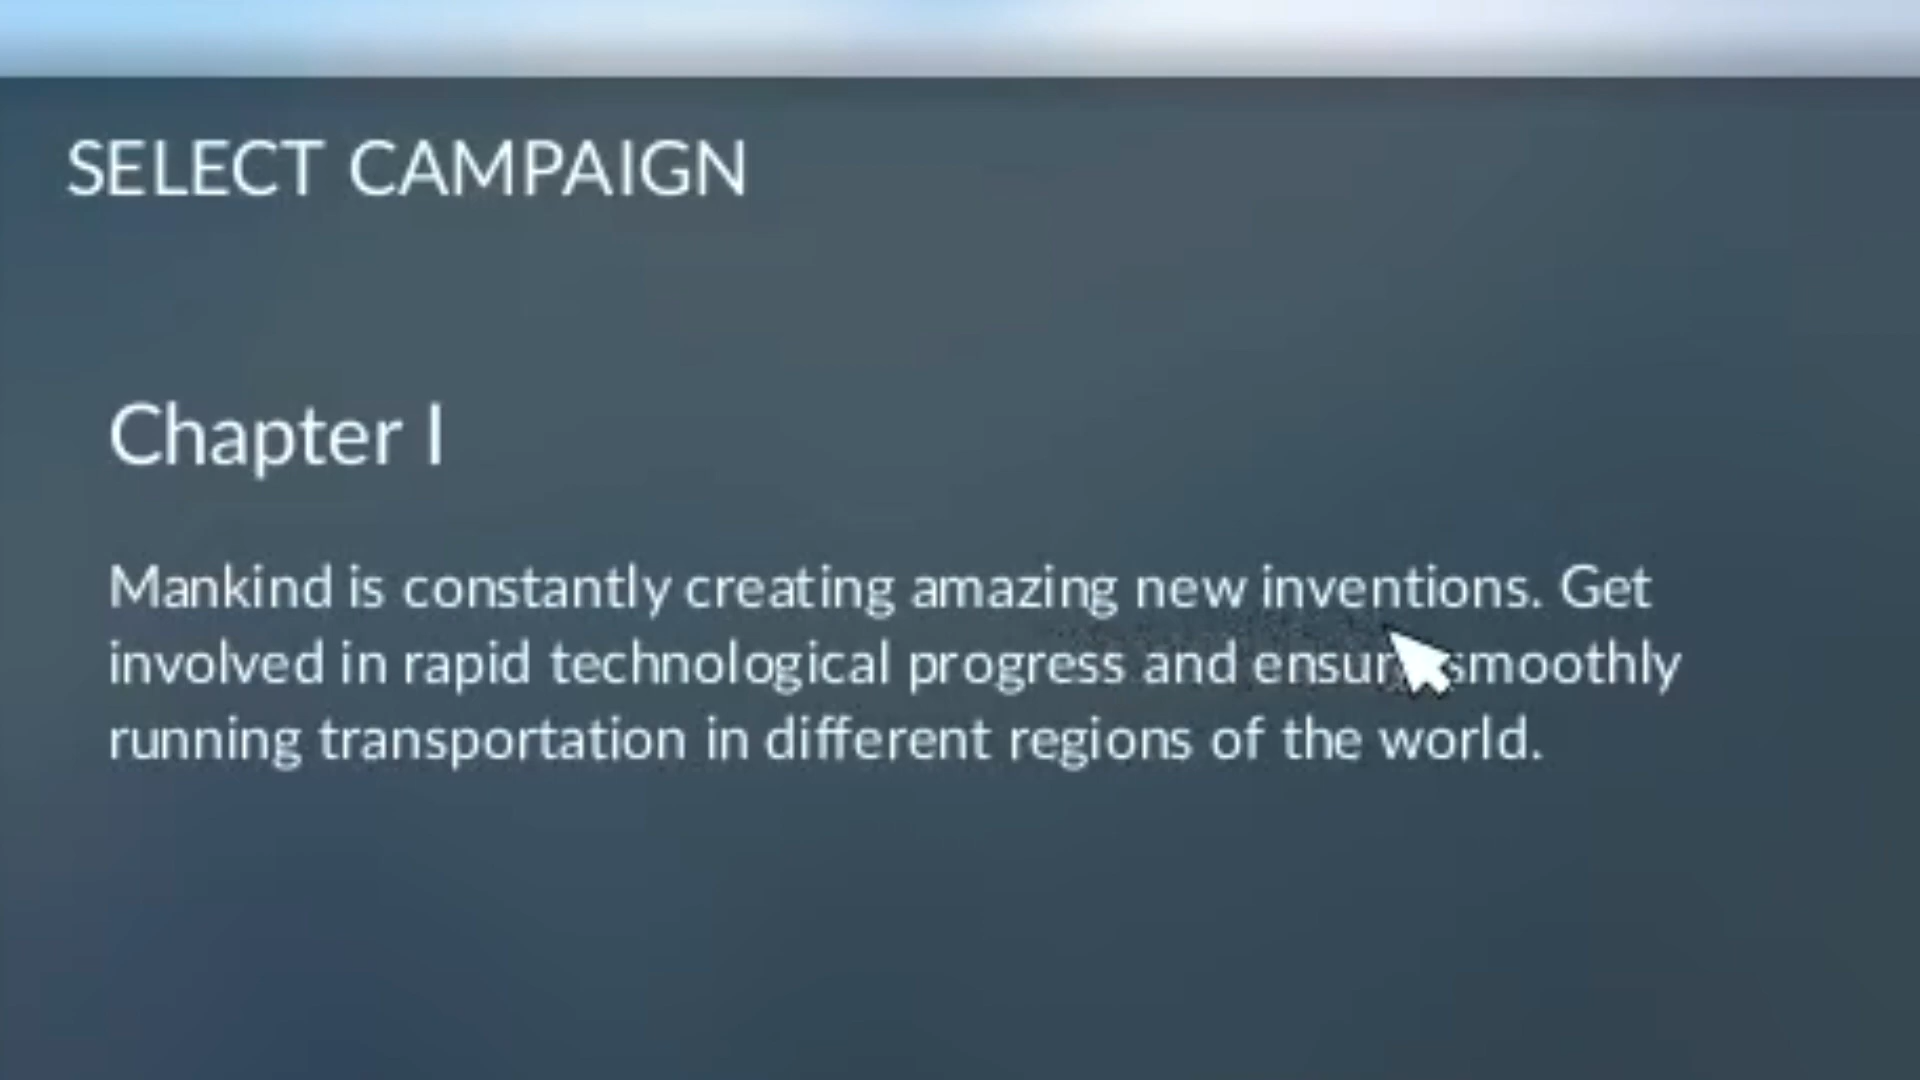 SELECT CAMPAIGN
Chapter I
Mankind is constantly creating amazing new inventions. Get
involved in rapid technological progress and ensure smoothly
running transportation in different regions of the world.